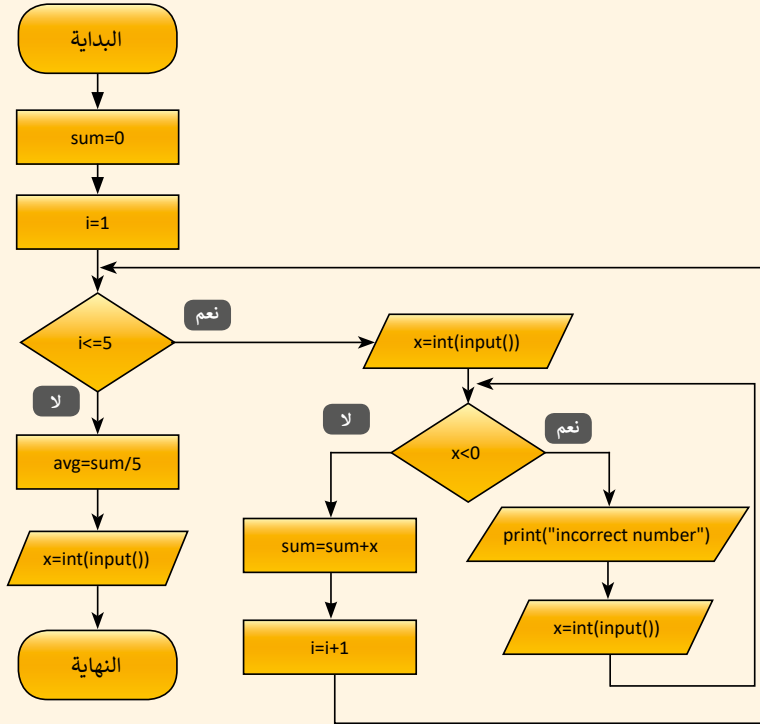 البداية
sum=0
i=1
i<=5
نعم
لا
x=int(input())
x<0
نعم
لا
print("incorrect number")
x=int(input())
sum=sum+x
i=i+1
avg=sum/5
x=int(input())
النهاية